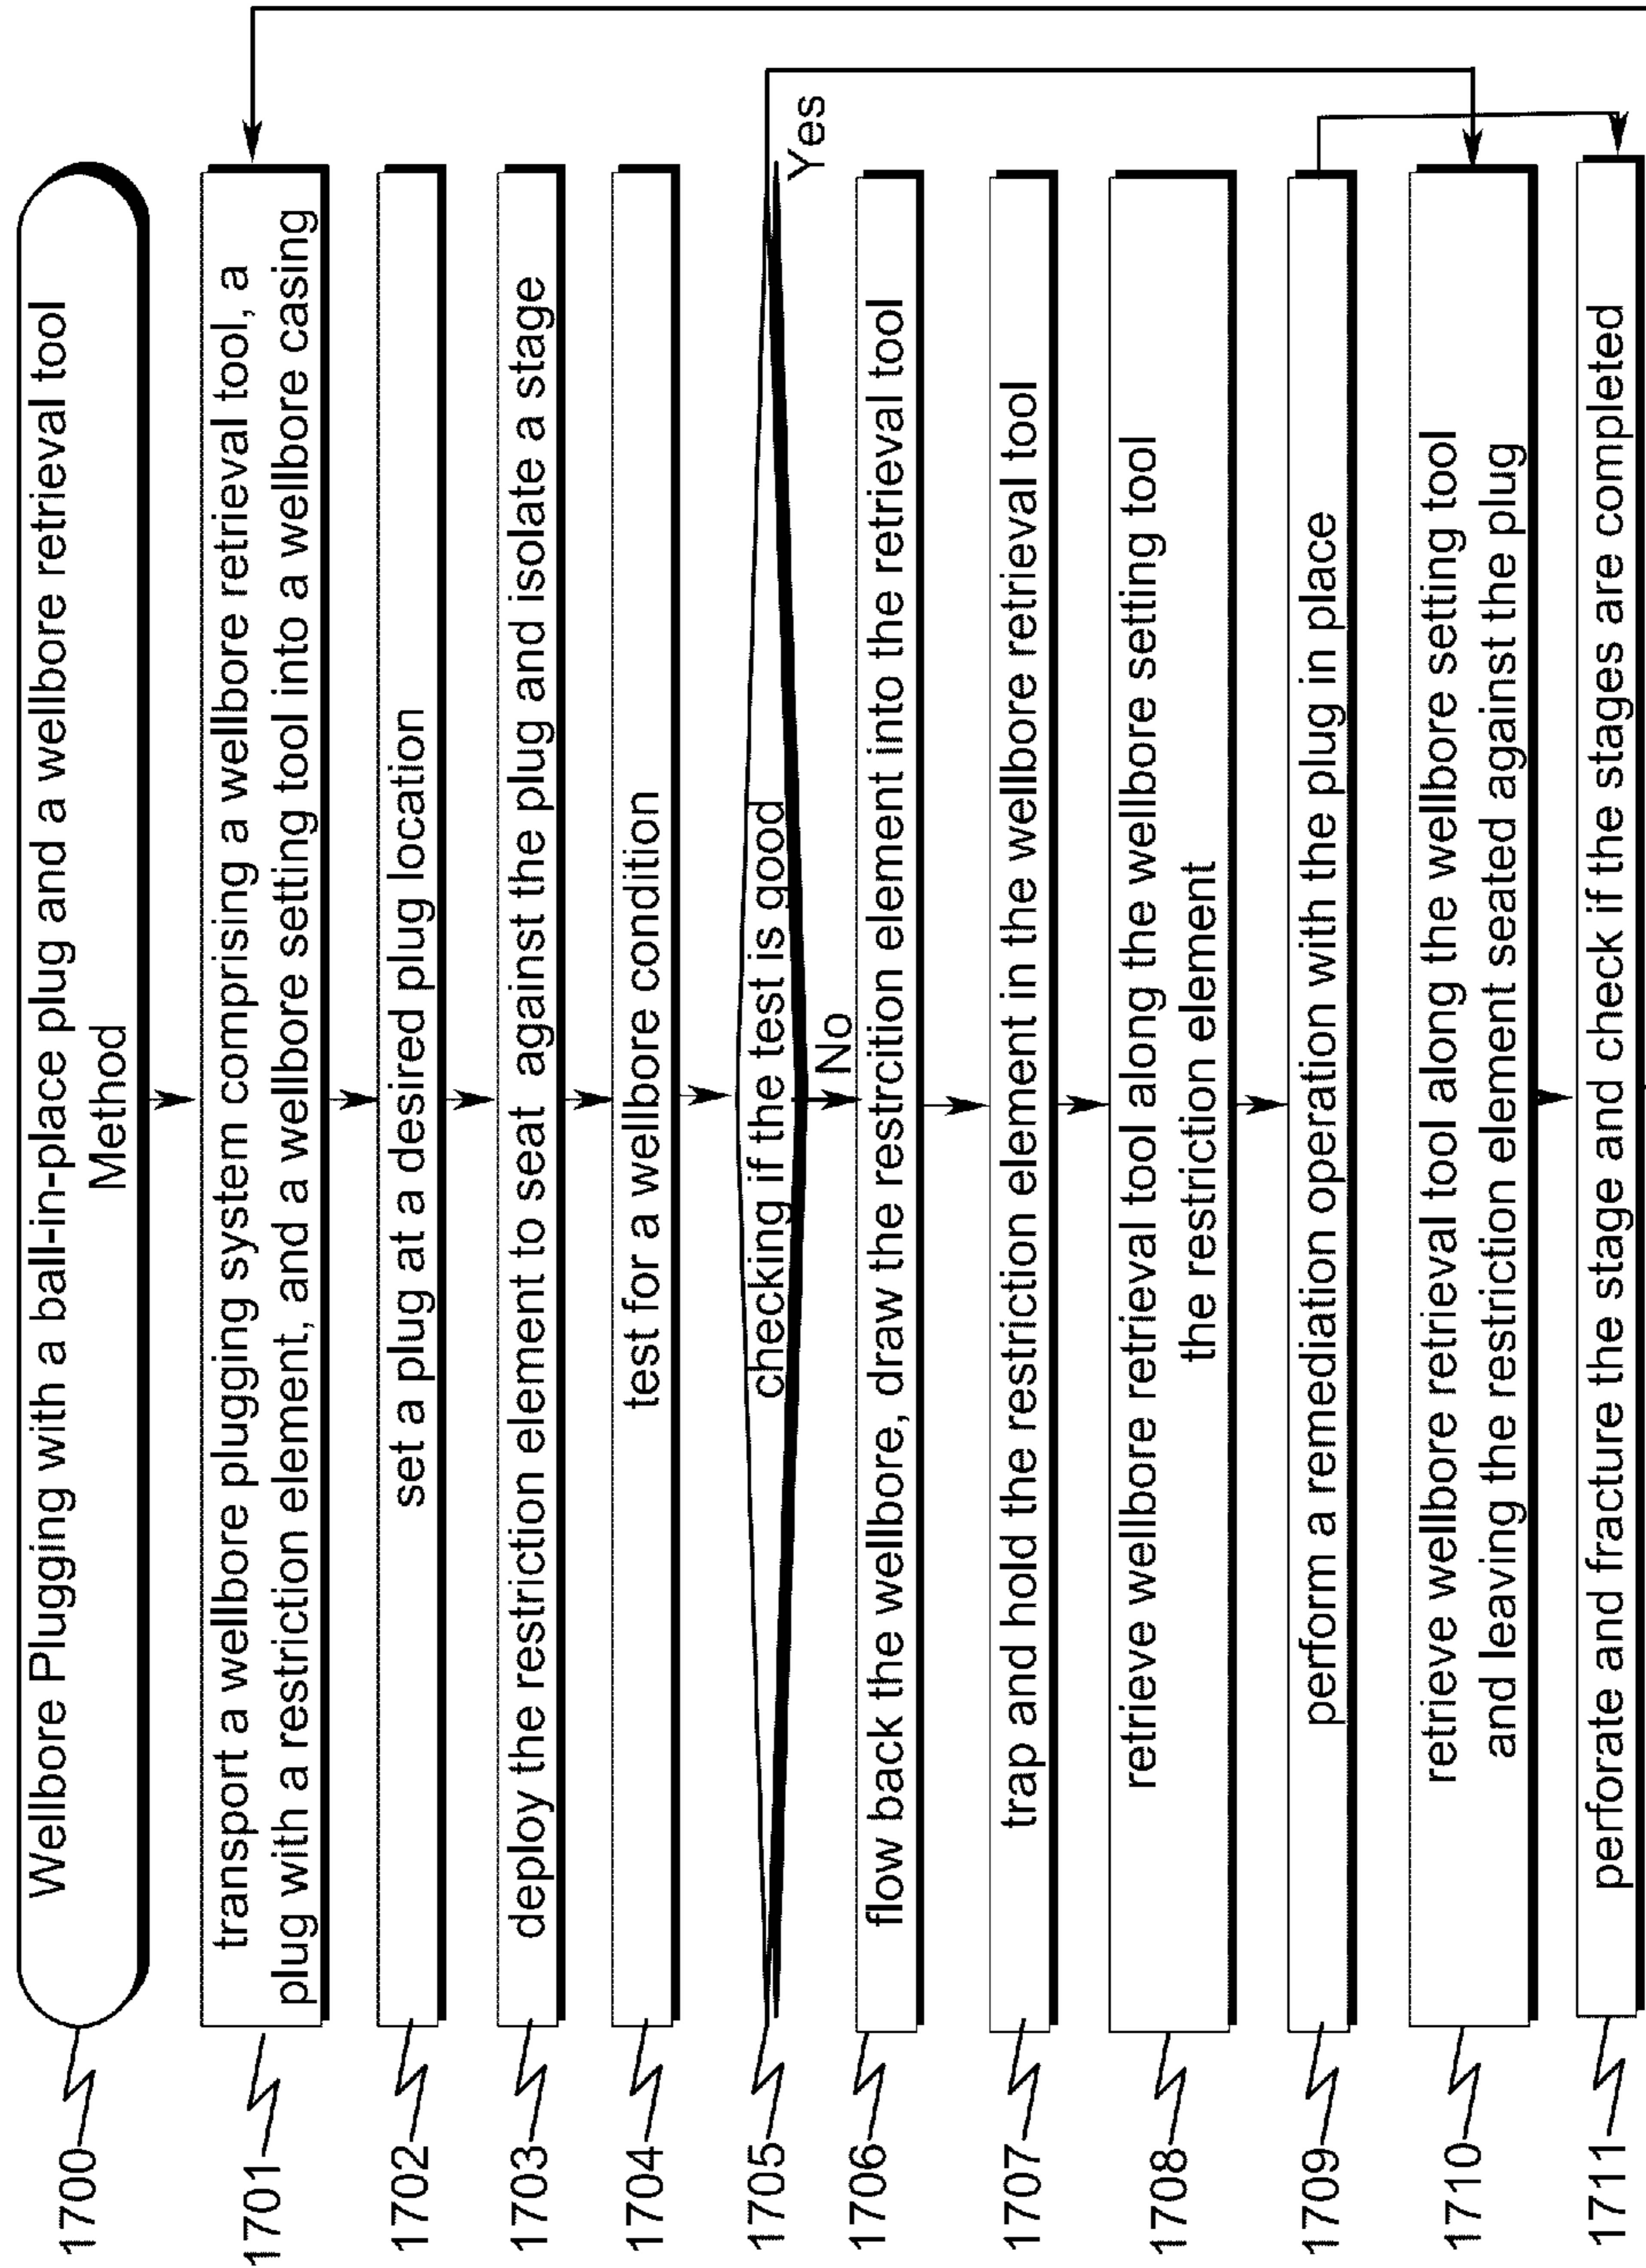 1700
Wellbore Plugging with a ball-in-place plug and a wellbore retrieval tool
Method
1701
transport a wellbore plugging system comprising a wellbore retrieval tool, a
plug with a restriction element, and a wellbore setting tool into a wellbore casing
1702
set a plug at a desired plug location
1703
deploy the restriction element to seat against the plug and isolate a stage
1704
test for a wellbore condition
1705
checking if the test is good
Yes
No
1706
flow back the wellbore, draw the restrcition element into the retrieval tool
1707
trap and hold the restriction element in the wellbore retrieval tool
1708
retrieve wellbore retrieval tool along the wellbore setting tool
the restriction element
1709
perform a remediation operation with the plug in place
1710
retrieve wellbore retrieval tool along the wellbore setting tool
and leaving the restriction element seated against the plug
1711
perforate and fracture the stage and check if the stages are completed